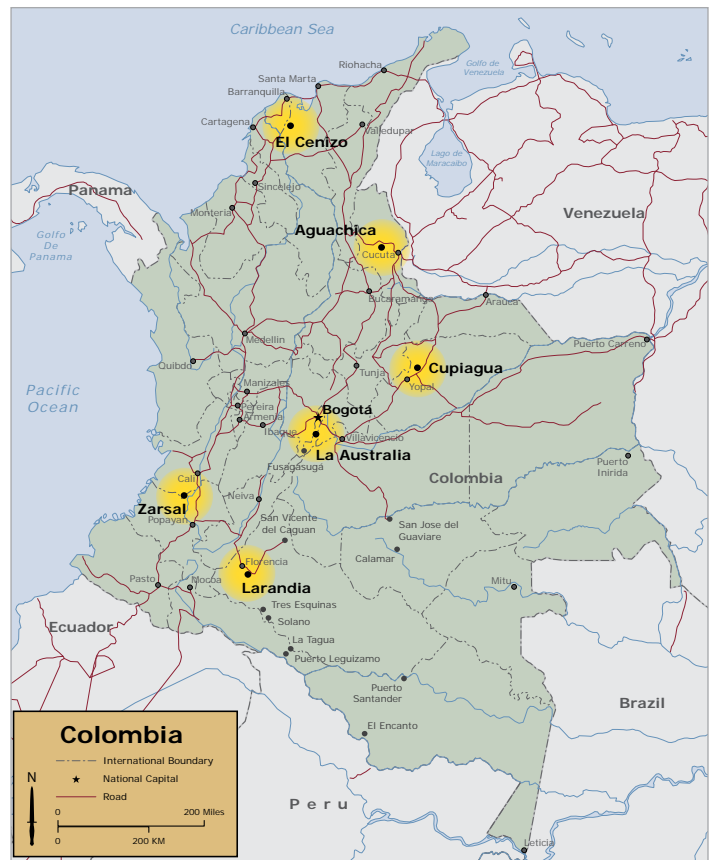 Caribbean Sea
Riohacha
Golfo de
Venezuela
Santa Marta
Barranquilla
Cartagena
Valledupar
El Cenizo
Lago de
Maracaibo
Panama
Sincelejo
Monteria
Venezuela
Aguachica
Golfo
De
Panama
Cucuta
Bucaramanga
Arauca
Medellin
Puerto Carreno
Quibdo
Tunja
Cupiagua
Yopal
Manizales
Pacific
Ocean
Pereira
Armenia
Bogotá
Ibague
Villavicencio
La Australia
Fusagasugá
Puerto
Inirida
Colombia
Cali
Neiva
Zarsal
Popayan
San Vicente
del Caguan
San Jose del
Guaviare
Calamar
Florencia
Pasto
Mocoa
Larandia
Mitu
Tres Esquinas
Solano
Ecuador
La Tagua
Puerto Leguizamo
Puerto
Santander
Brazil
El Encanto
Colombia
International Boundary
National Capital
Road
N
0 200 Miles
0 200 KM
Peru
Leticia